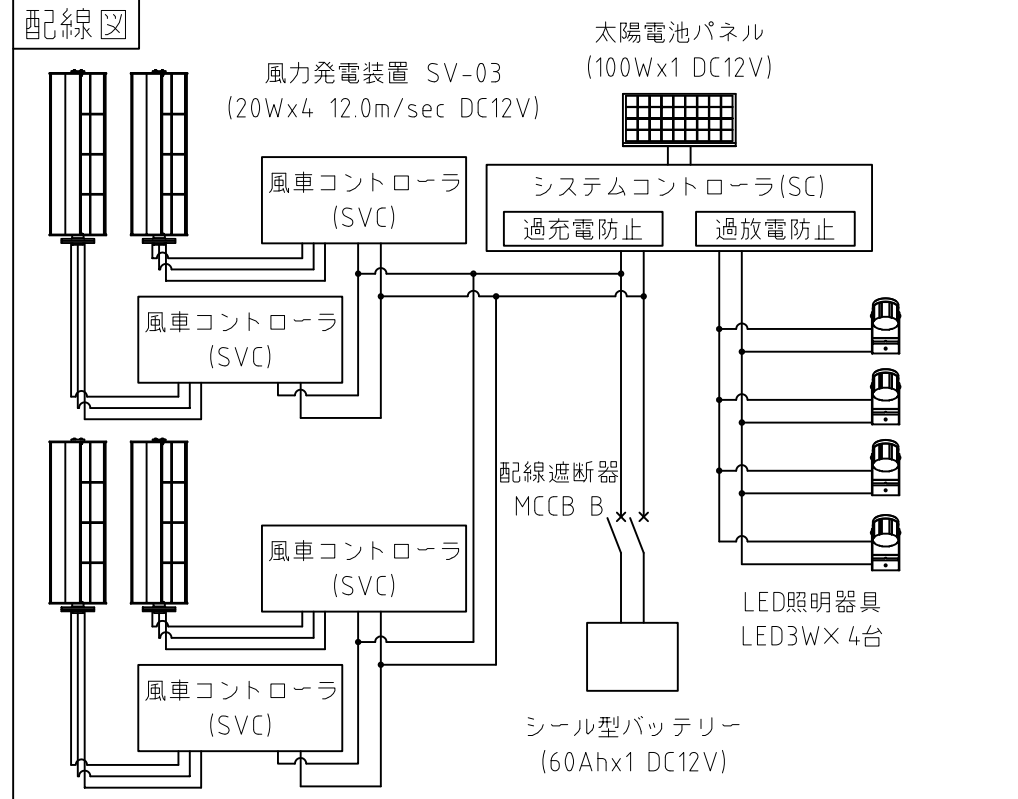 配線図
風力発電装置 SV-03
(20Wx4 12.0m/sec DC12V)
太陽電池パネル
(100Wx1 DC12V)
風車コントローラ
(SVC)
システムコントローラ(SC)
過充電防止
過放電防止
風車コントローラ
(SVC)
配線遮断器
MCCB B
風車コントローラ
(SVC)
LED照明器具
LED3W×4台
風車コントローラ
(SVC)
シール型バッテリー
(60Ahx1 DC12V)